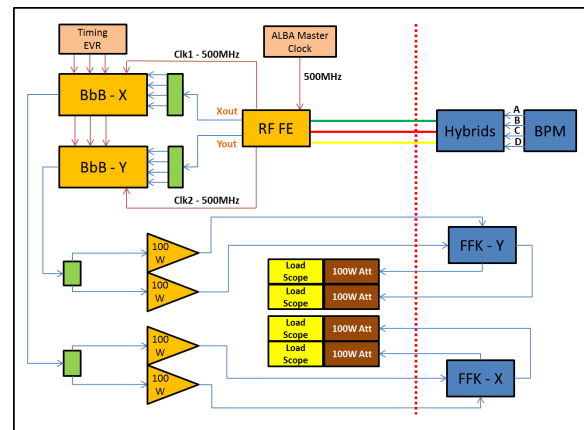 Timing
EVR
ALBA Master
Clock
Clk1 - 500MHz
500MHz
BbB - X
Xout
A
B
C
D
RF FE
Hybrids
BPM
Yout
BbB - Y
Clk2 - 500MHz
100
W
FFK - Y
Load
Scope
100W Att
100
W
Load
Scope
100W Att
100
W
Load
Scope
100W Att
Load
Scope
100W Att
100
W
FFK - X